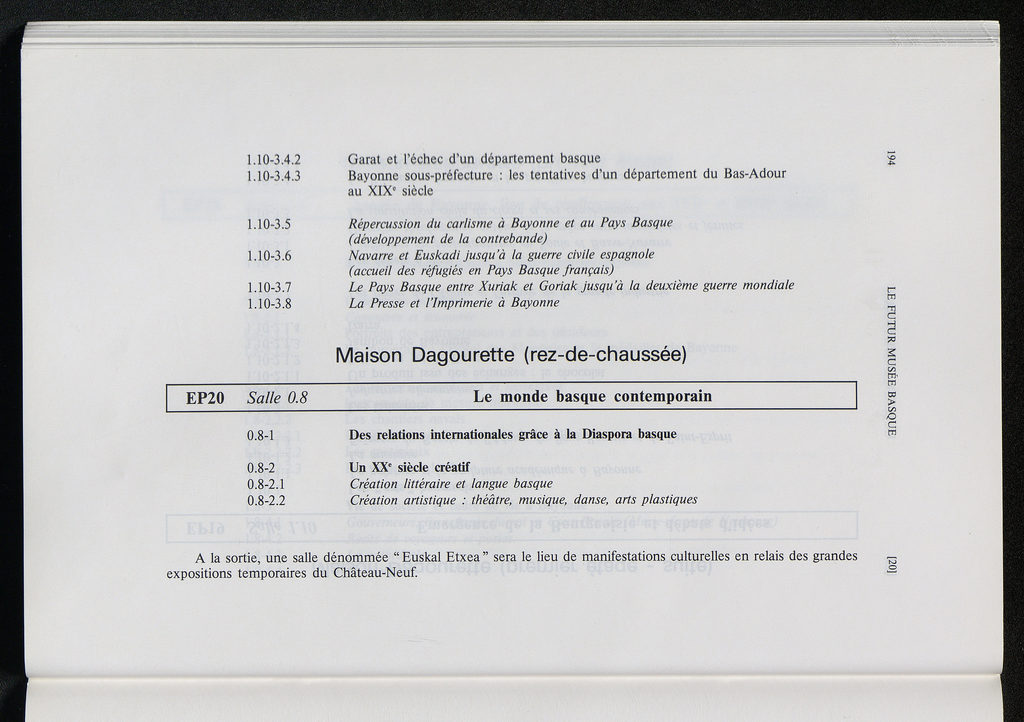 1.10-3.4.2 Garat et l'échec d'un département basque
1.10-3.4.3 Bayonne sous-préfecture : les tentatives d'un département du Bas-Adour
au XIXe siècle
1.10-3.5 Répercussion du carlisme à Bayonne et au Pays Basque
(développement de la contrebande)
1.10-3.6 Navarre et Euskadi jusqu'à la guerre civile espagnole
(accueil des réfugiés en Pays Basque français)
1.10-3.7 Le Pays Basque entre Xuriak et Goriak jusqu'à la deuxième guerre mondiale
1.10-3.8 La Presse et l'Imprimerie à Bayonne
Maison Dagourette (rez-de-chaussée)
EP20 Salle 0.8 Le monde basque contemporain
0.8-1 Des relations internationales grâce à la Diaspora basque
0.8-2 Un XXe siècle créatif
0.8-2.1 Création littéraire et langue basque
0.8-2.2 Création artistique : théâtre, musique, danse, arts plastiques
A la sortie, une salle dénommée “ Euskal Etxea ” sera le lieu de manifestations culturelles en relais des grandes
expositions temporaires du Château-Neuf.
194
LE FUTUR MUSÉE BASQUE
[20]